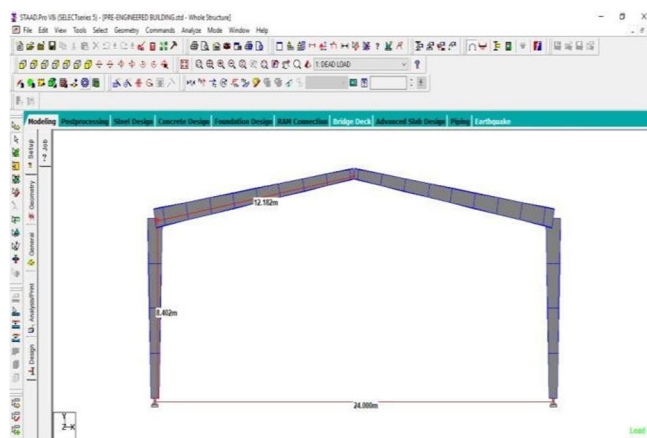 STAAD.Pro V8i (SELECTseries 5) - [PRE-ENGINEERED BUILDING.std - Whole Structure]
File Edit View Tools Select Geometry Commands Analyze Mode Window Help
1: DEAD LOAD
Modeling Postprocessing Steel Design Concrete Design Foundation Design RAM Connection Bridge Deck Advanced Slab Design Piping Earthquake
Job
Setup
Geometry
General
Analysis/Print
Design
12.182m
8.402m
24.000m
Y
Z X
Load